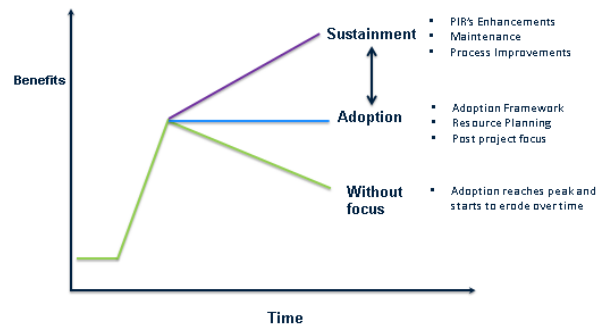 Sustainment
▪ PIR's Enhancements
▪ Maintenance
▪ Process Improvements
Benefits
Adoption
▪ Adoption Framework
▪ Resource Planning
▪ Post project focus
Without
focus
▪ Adoption reaches peak and
starts to erode over time
Time